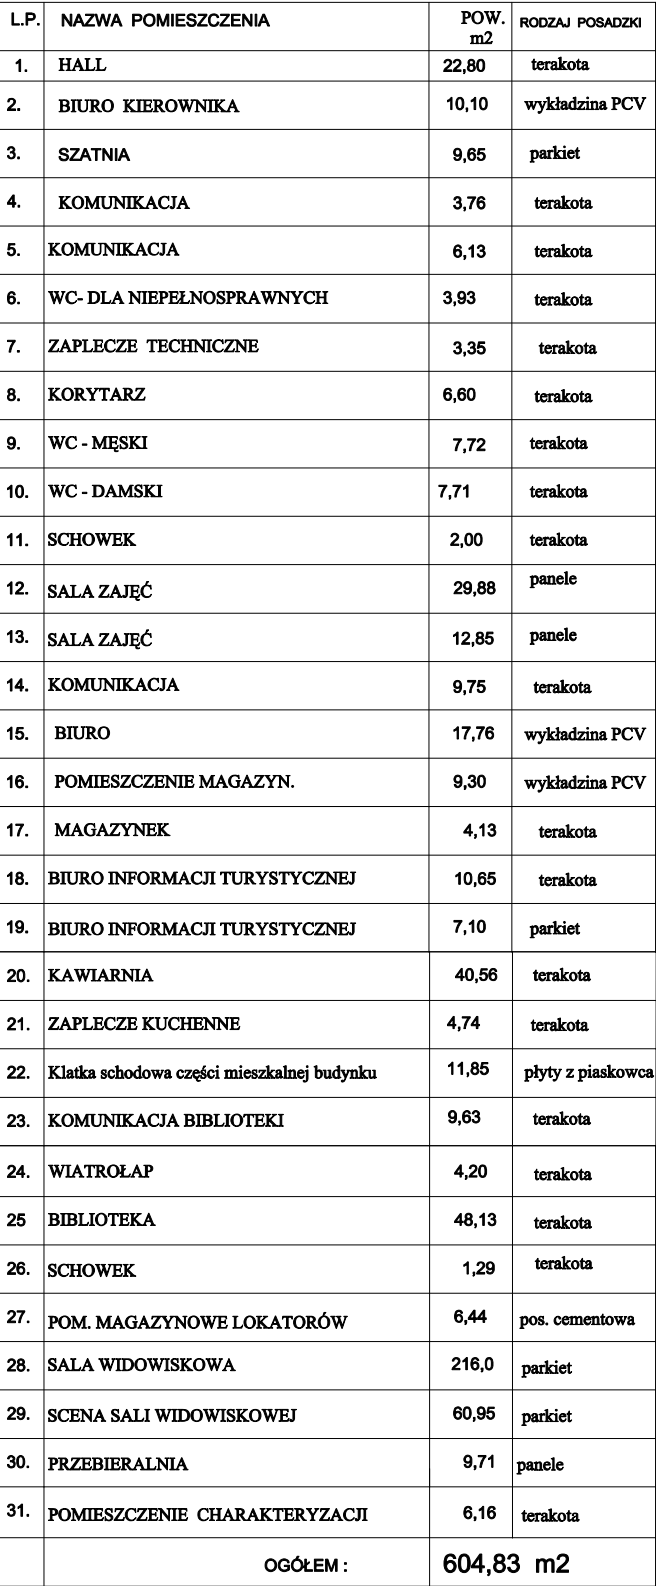 L.P. NAZWA POMIESZCZENIA POW. m2 RODZAJ POSADZKI
1. HALL 22,80 terakota
2. BIURO KIEROWNIKA 10,10 wykładzina PCV
3. SZATNIA 9,65 parkiet
4. KOMUNIKACJA 3,76 terakota
5. KOMUNIKACJA 6,13 terakota
6. WC- DLA NIEPEŁNOSPRAWNYCH 3,93 terakota
7. ZAPLECZE TECHNICZNE 3,35 terakota
8. KORYTARZ 6,60 terakota
9. WC - MĘSKI 7,72 terakota
10. WC - DAMSKI 7,71 terakota
11. SCHOWEK 2,00 terakota
12. SALA ZAJĘĆ 29,88 panele
13. SALA ZAJĘĆ 12,85 panele
14. KOMUNIKACJA 9,75 terakota
15. BIURO 17,76 wykładzina PCV
16. POMIESZCZENIE MAGAZYN. 9,30 wykładzina PCV
17. MAGAZYNEK 4,13 terakota
18. BIURO INFORMACJI TURYSTYCZNEJ 10,65 terakota
19. BIURO INFORMACJI TURYSTYCZNEJ 7,10 parkiet
20. KAWIARNIA 40,56 terakota
21. ZAPLECZE KUCHENNE 4,74 terakota
22. Klatka schodowa części mieszkalnej budynku 11,85 płyty z piaskowca
23. KOMUNIKACJA BIBLIOTEKI 9,63 terakota
24. WIATROŁAP 4,20 terakota
25 BIBLIOTEKA 48,13 terakota
26. SCHOWEK 1,29 terakota
27. POM. MAGAZYNOWE LOKATORÓW 6,44 pos. cementowa
28. SALA WIDOWISKOWA 216,0 parkiet
29. SCENA SALI WIDOWISKOWEJ 60,95 parkiet
30. PRZEBIERALNIA 9,71 panele
31. POMIESZCZENIE CHARAKTERYZACJI 6,16 terakota
OGÓŁEM : 604,83 m2